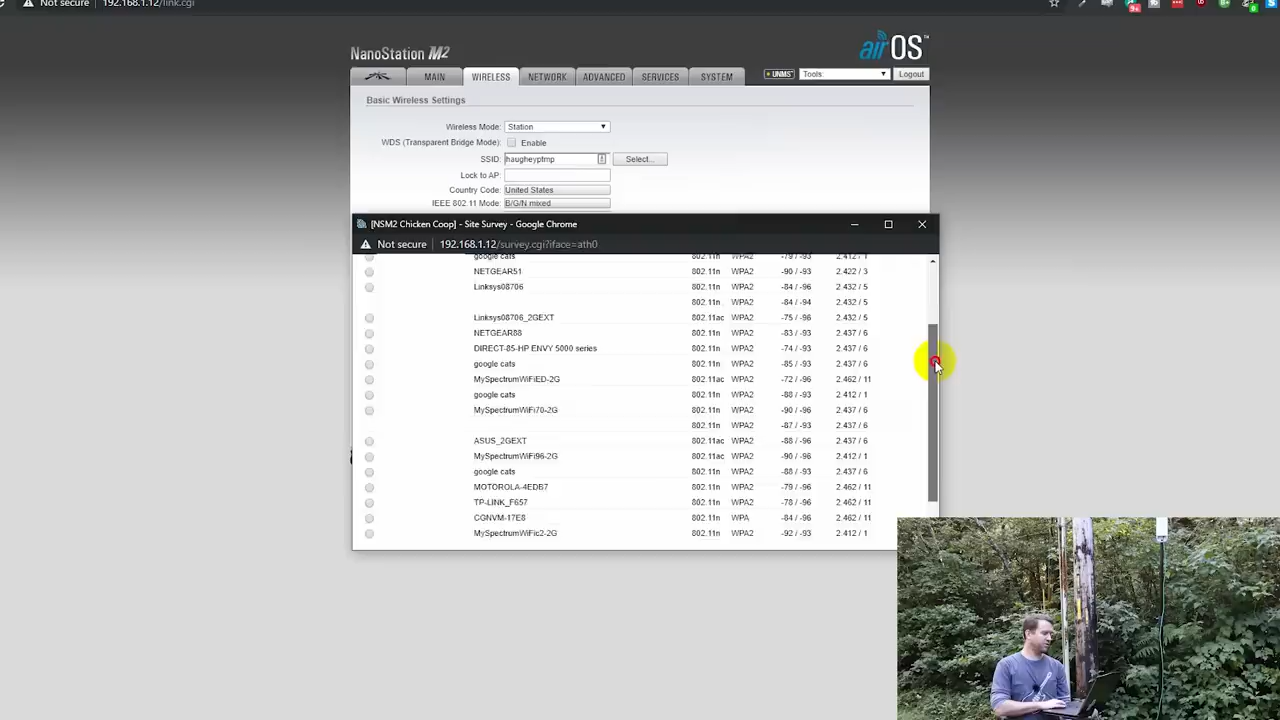 Not secure 192.168.1.12/link.cgi
NanoStation M2
airOS™
MAIN WIRELESS NETWORK ADVANCED SERVICES SYSTEM
UNMS™ Tools: Logout
Basic Wireless Settings
Wireless Mode: Station
WDS (Transparent Bridge Mode): Enable
SSID: haugheyptmp Select...
Lock to AP:
Country Code: United States
IEEE 802.11 Mode: B/G/N mixed
[NSM2 Chicken Coop] - Site Survey - Google Chrome
Not secure 192.168.1.12/survey.cgi?iface=ath0
google cats 802.11n WPA2 -79 / -93 2.412 / 1
NETGEAR51 802.11n WPA2 -90 / -93 2.422 / 3
Linksys08706 802.11n WPA2 -84 / -96 2.432 / 5
802.11n WPA2 -84 / -94 2.432 / 5
Linksys08706_2GEXT 802.11ac WPA2 -75 / -96 2.432 / 5
NETGEAR88 802.11n WPA2 -83 / -93 2.437 / 6
DIRECT-85-HP ENVY 5000 series 802.11n WPA2 -74 / -93 2.437 / 6
google cats 802.11n WPA2 -85 / -93 2.437 / 6
MySpectrumWiFiED-2G 802.11ac WPA2 -72 / -96 2.462 / 11
google cats 802.11n WPA2 -88 / -93 2.412 / 1
MySpectrumWiFi70-2G 802.11n WPA2 -90 / -96 2.437 / 6
802.11n WPA2 -87 / -93 2.437 / 6
ASUS_2GEXT 802.11ac WPA2 -88 / -96 2.437 / 6
MySpectrumWiFi96-2G 802.11ac WPA2 -90 / -96 2.412 / 1
google cats 802.11n WPA2 -88 / -93 2.437 / 6
MOTOROLA-4EDB7 802.11n WPA2 -79 / -96 2.462 / 11
TP-LINK_F657 802.11n WPA2 -78 / -96 2.462 / 11
CGNVM-17E8 802.11n WPA -84 / -96 2.462 / 11
MySpectrumWiFic2-2G 802.11n WPA2 -92 / -93 2.412 / 1